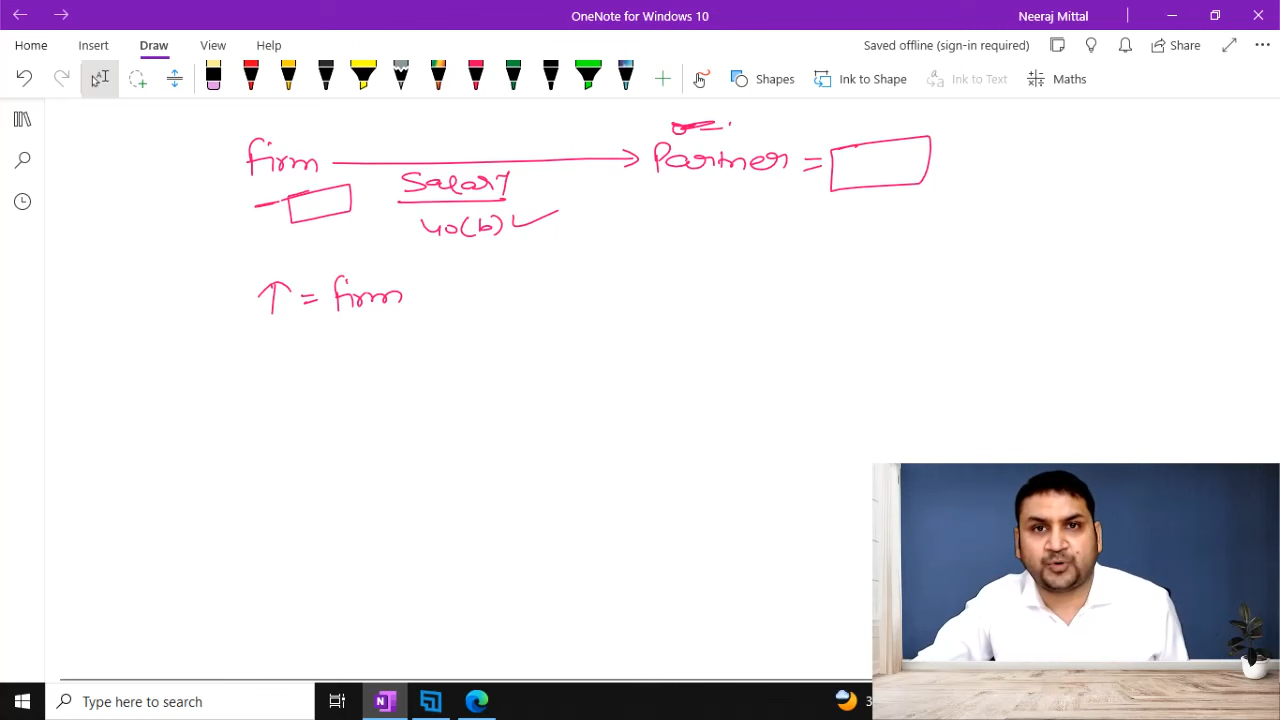 OneNote for Windows 10
Neeraj Mittal
Home Insert Draw View Help
Saved offline (sign-in required)
Share
Shapes
Ink to Shape
Ink to Text
Maths
firm
Partner =
Salary
40(b)
↑ = firm
Type here to search
3